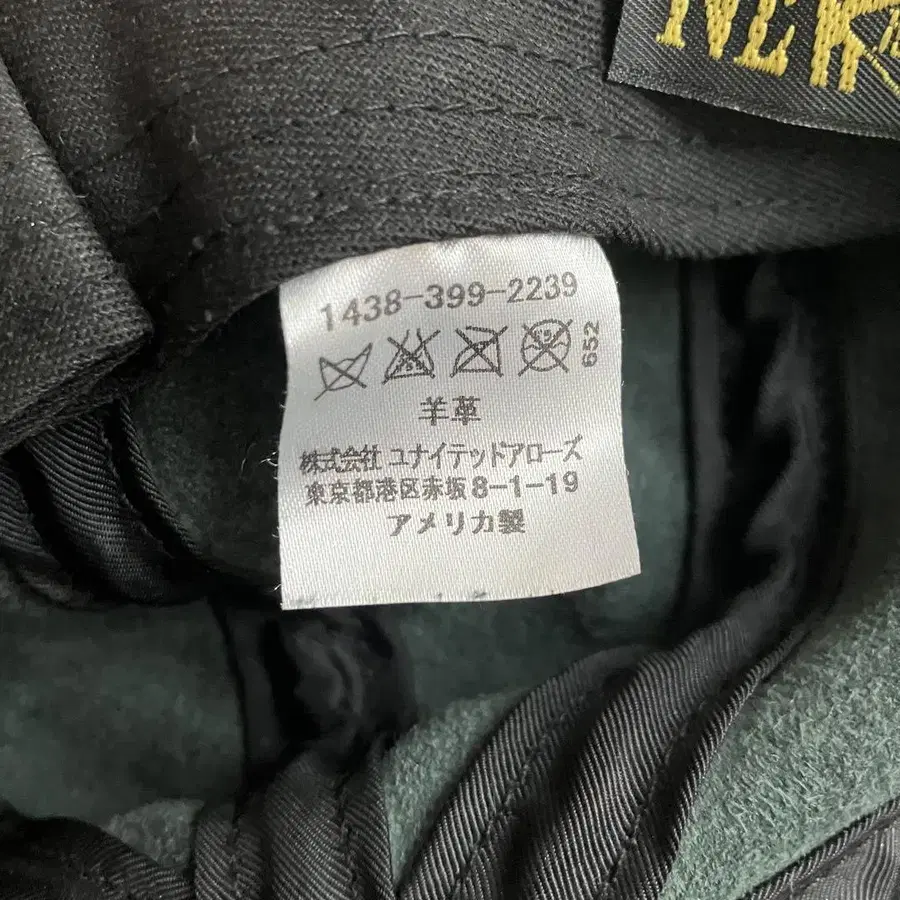 NEW
1438-399-2239
652
羊革
株式会社 ユナイテッドアローズ
東京都港区赤坂8-1-19
アメリカ製